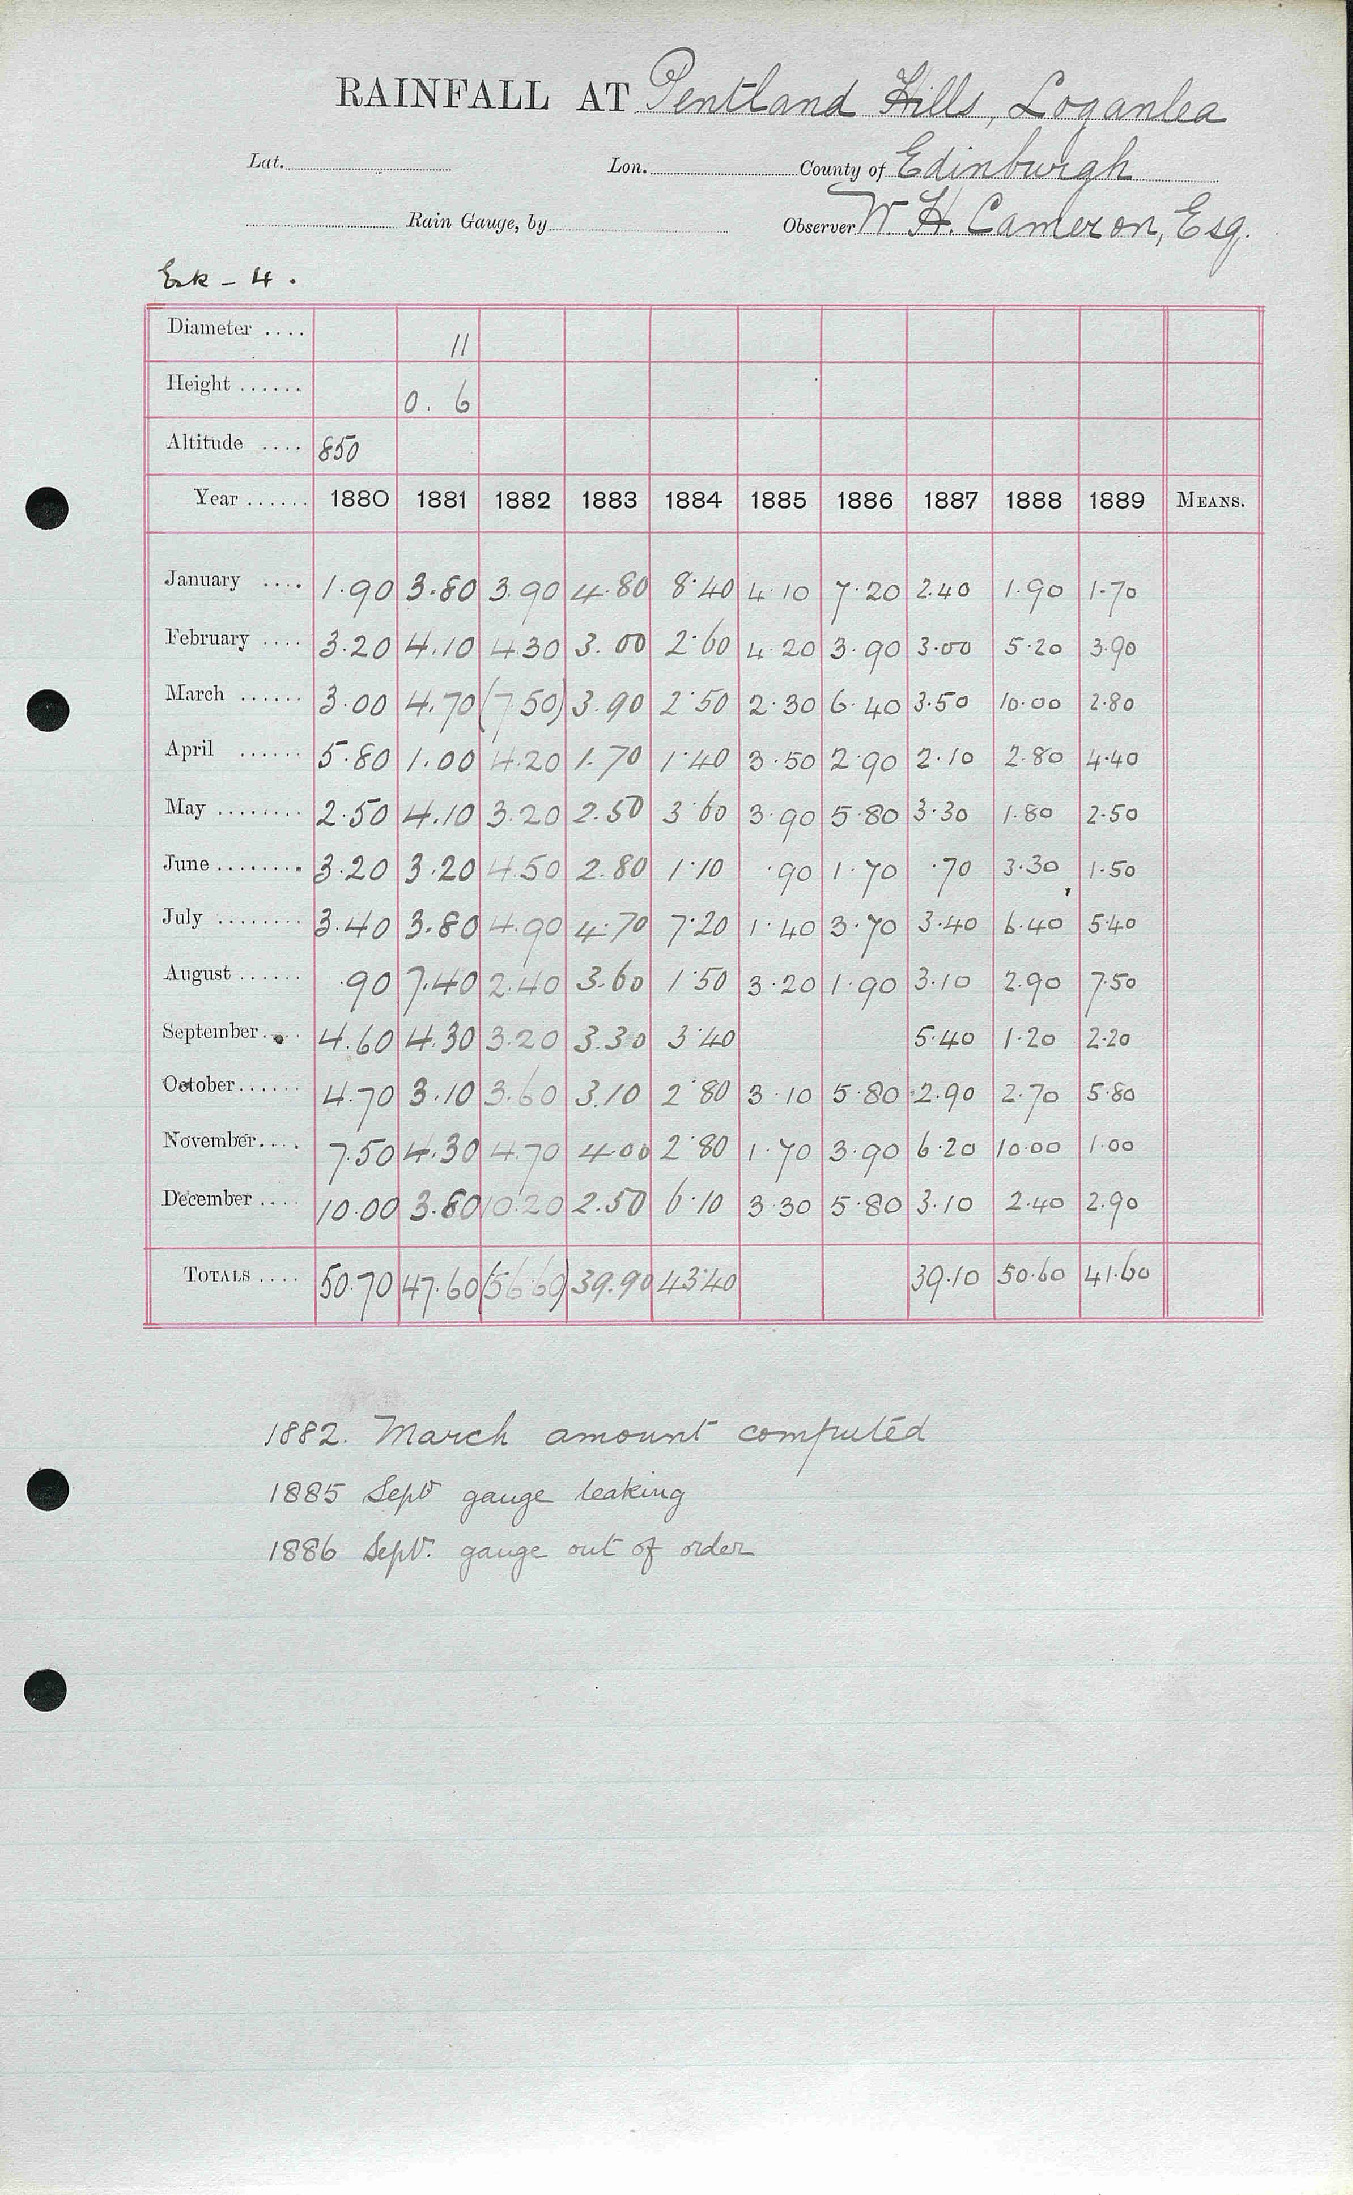 RAINFALL AT Pentland Hills, Loganlea
Lat. Lon. County of Edinburgh
Rain Gauge, by Observer W. H. Cameron, Esq.
Esk - 4.
Diameter .... 11
Height ...... 0. 6
Altitude .... 850
Year ...... 1880 1881 1882 1883 1884 1885 1886 1887 1888 1889 MEANS.
January .... 1.90 3.80 3.90 4.80 8.40 4.10 7.20 2.40 1.90 1.70
February .... 3.20 4.10 4.30 3.00 2.60 4.20 3.90 3.00 5.20 3.90
March ...... 3.00 4.70 (7.50) 3.90 2.50 2.30 6.40 3.50 10.00 2.80
April ...... 5.80 1.00 4.20 1.70 1.40 3.50 2.90 2.10 2.80 4.40
May ........ 2.50 4.10 3.20 2.50 3.60 3.90 5.80 3.30 1.80 2.50
June ........ 3.20 3.20 4.50 2.80 1.10 .90 1.70 .70 3.30 1.50
July ........ 3.40 3.80 4.90 4.70 7.20 1.40 3.70 3.40 6.40 5.40
August ...... .90 7.40 2.40 3.60 1.50 3.20 1.90 3.10 2.90 7.50
September .... 4.60 4.30 3.20 3.30 3.40 5.40 1.20 2.20
October ...... 4.70 3.10 3.60 3.10 2.80 3.10 5.80 2.90 2.70 5.80
November .... 7.50 4.30 4.70 4.00 2.80 1.70 3.90 6.20 10.00 1.00
December .... 10.00 3.80 10.20 2.50 6.10 3.30 5.80 3.10 2.40 2.90
TOTALS .... 50.70 47.60 (56.60) 39.90 43.40 39.10 50.60 41.60
1882. March amount computed
1885 Sept. gauge leaking
1886 Sept. gauge out of order